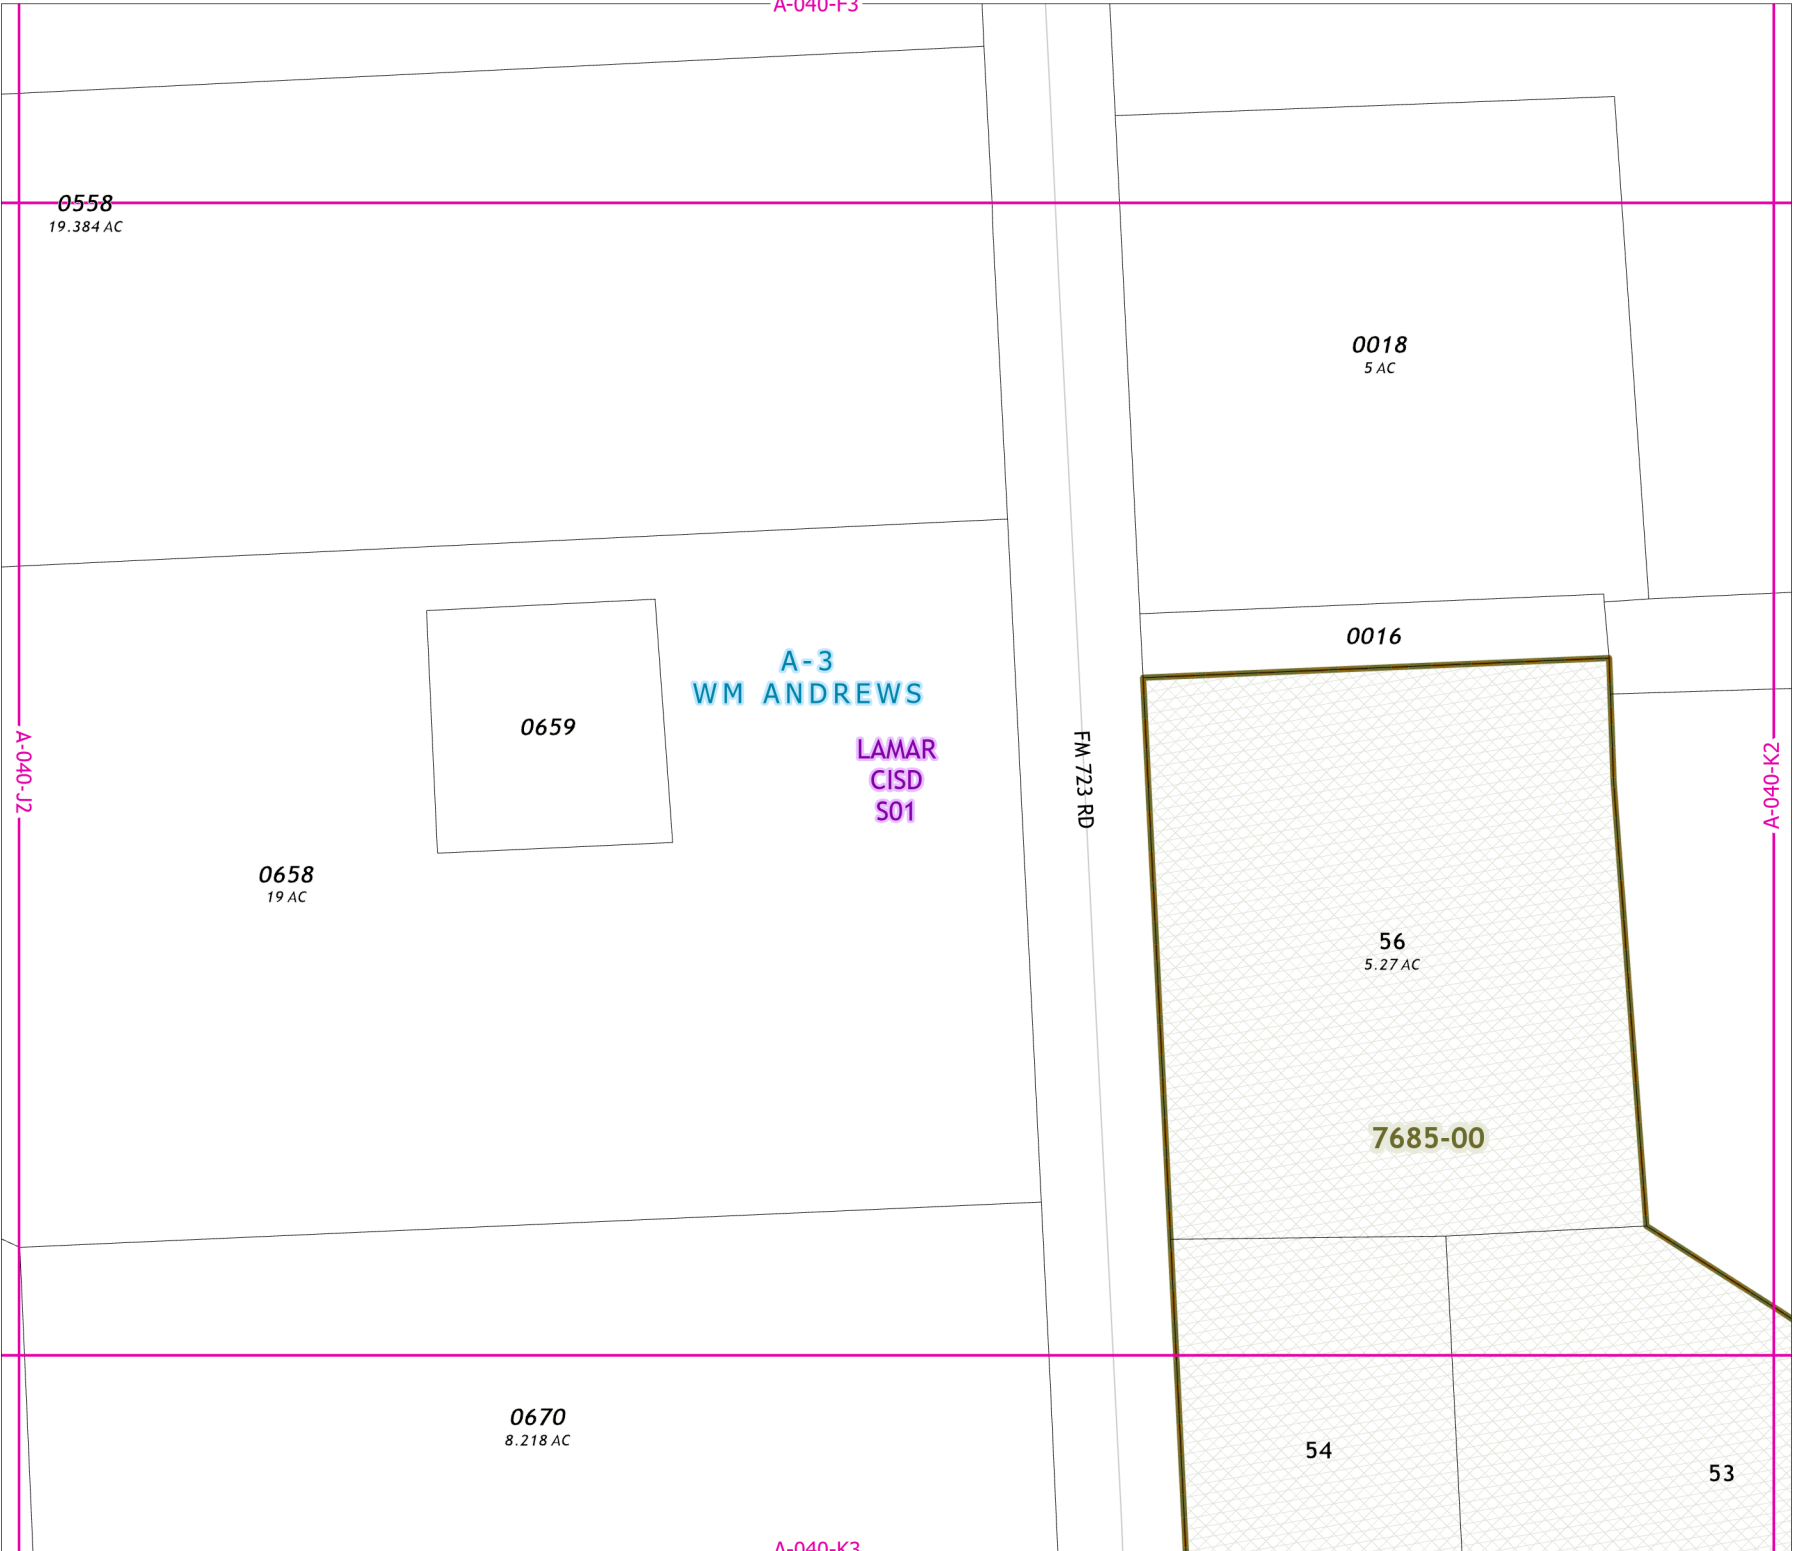 A-040-F3
0558
19.384 AC
0018
5 AC
0016
A-3
WM ANDREWS
0659
LAMAR
CISD
S01
FM 723 RD
A-040-J2
A-040-K2
0658
19 AC
56
5.27 AC
7685-00
0670
8.218 AC
54
53
A-040-K3